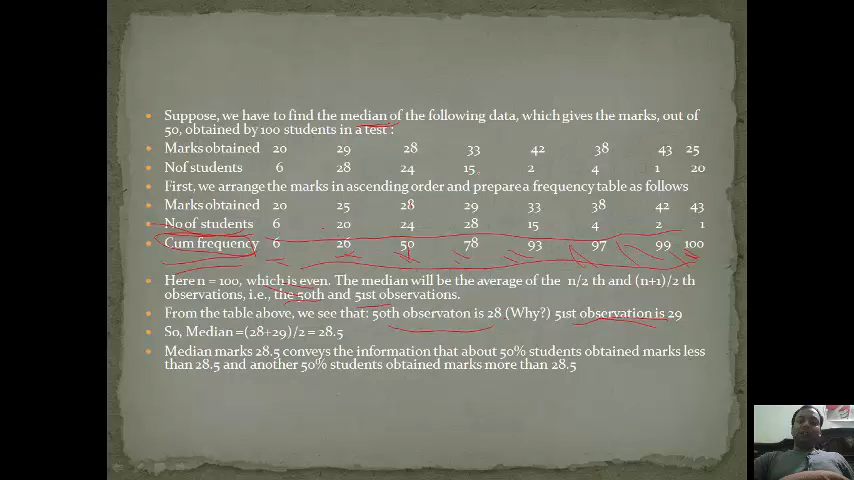 Suppose, we have to find the median of the following data, which gives the marks, out of
50, obtained by 100 students in a test :
Marks obtained 20 29 28 33 42 38 43 25
Nof students 6 28 24 15 2 4 1 20
First, we arrange the marks in ascending order and prepare a frequency table as follows
Marks obtained 20 25 28 29 33 38 42 43
No of students 6 20 24 28 15 4 2 1
Cum frequency 6 26 50 78 93 97 99 100
Here n = 100, which is even. The median will be the average of the n/2 th and (n+1)/2 th
observations, i.e., the 50th and 51st observations.
From the table above, we see that: 50th observaton is 28 (Why?) 51st observation is 29
So, Median =(28+29)/2 = 28.5
Median marks 28.5 conveys the information that about 50% students obtained marks less
than 28.5 and another 50% students obtained marks more than 28.5